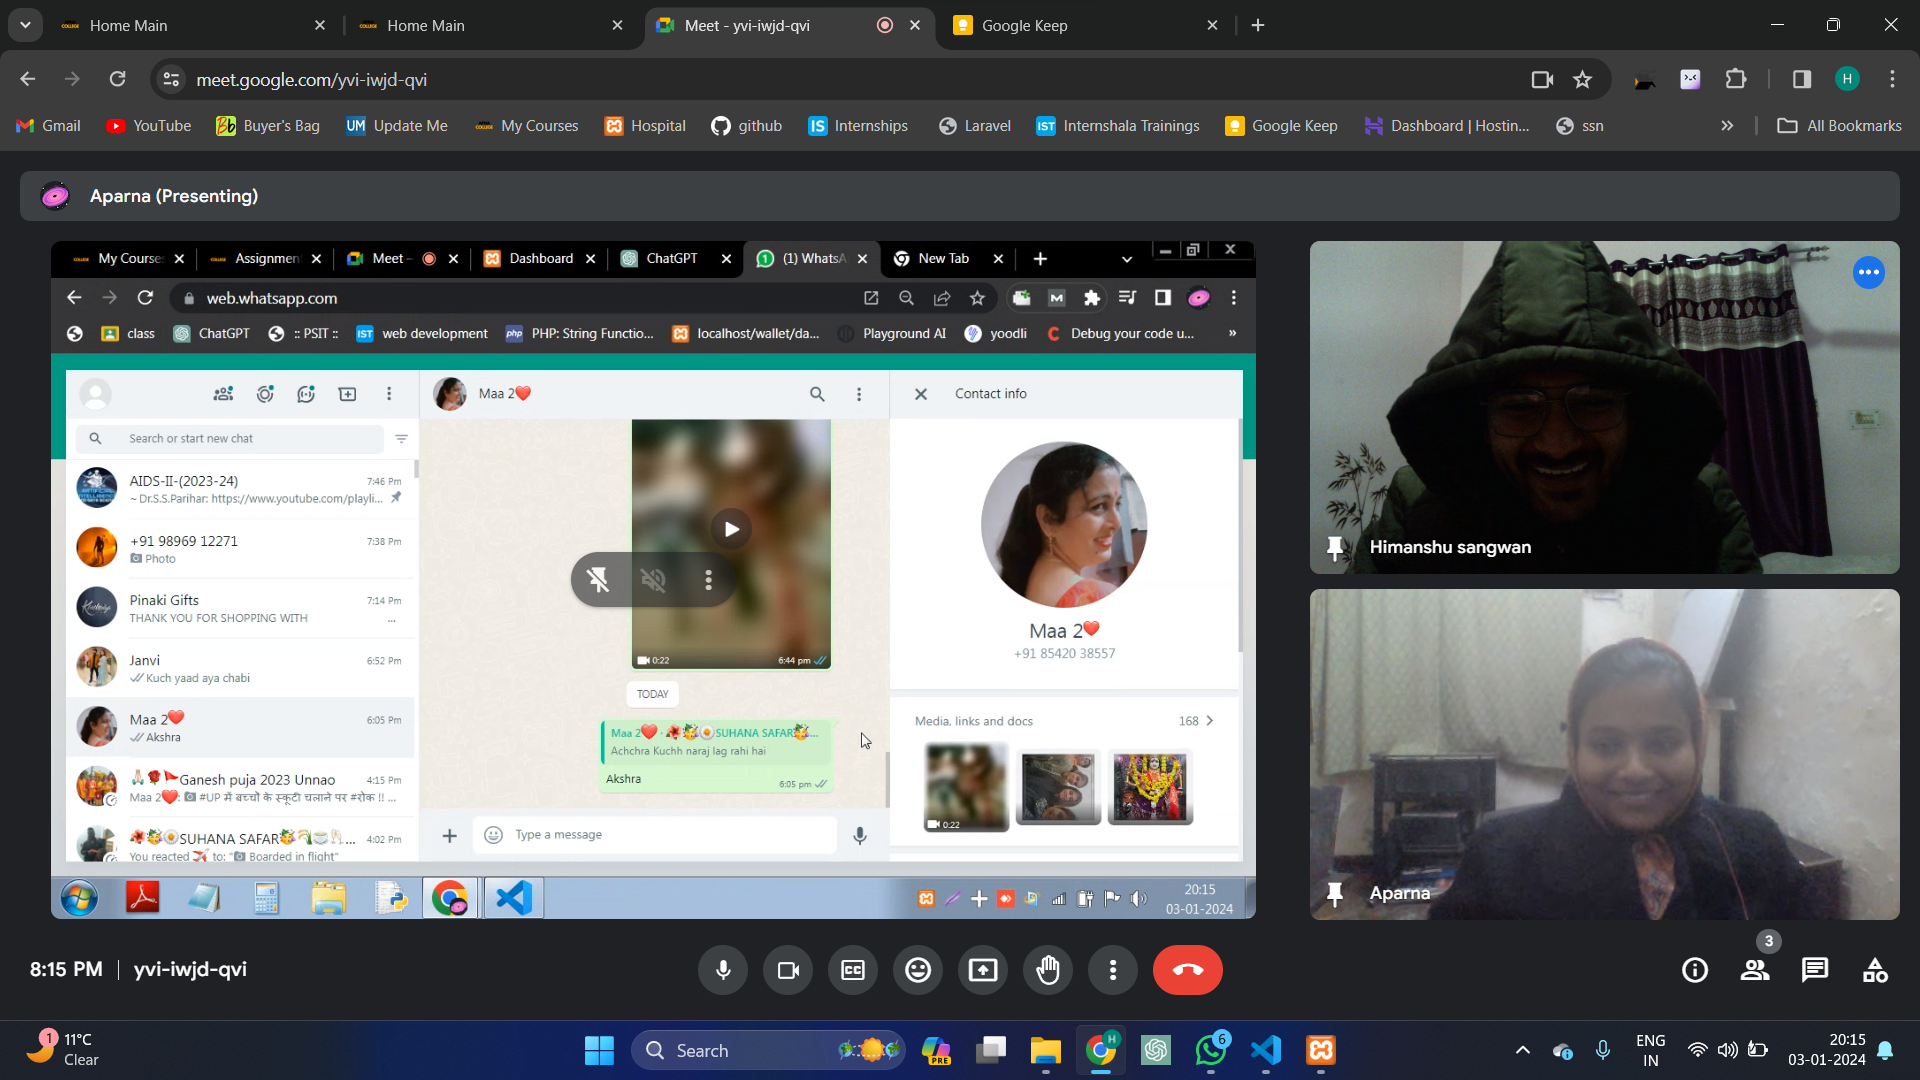 Home Main
Home Main
Meet - yvi-iwjd-qvi
Google Keep
meet.google.com/yvi-iwjd-qvi
H
Gmail
YouTube
Buyer's Bag
UM Update Me
My Courses
Hospital
github
IS Internships
Laravel
IST Internshala Trainings
Google Keep
Dashboard | Hostin...
ssn
All Bookmarks
Aparna (Presenting)
My Course
Assignmen
Meet -
Dashboard
ChatGPT
(1) WhatsA
New Tab
web.whatsapp.com
M
class
ChatGPT
:: PSIT ::
IST web development
php PHP: String Functio...
localhost/wallet/da...
Playground AI
yoodli
Debug your code u...
Maa 2❤️
Contact info
Search or start new chat
AIDS-II-(2023-24)
7:46 Pm
~ Dr.S.S.Parihar: https://www.youtube.com/playli...
+91 98969 12271
7:38 Pm
Photo
Pinaki Gifts
7:14 Pm
THANK YOU FOR SHOPPING WITH
...
Janvi
6:52 Pm
Kuch yaad aya chabi
Maa 2❤️
6:05 Pm
Akshra
🙏🏻🌹🚩Ganesh puja 2023 Unnao
4:15 Pm
Maa 2❤️: #UP में बच्चों के स्कूटी चलाने पर #रोक !! ...
SUHANA SAFAR
...
4:02 Pm
You reacted to: "Boarded in flight"
0:22
6:44 pm
TODAY
Maa 2❤️ · SUHANA SAFAR ...
Achchra Kuchh naraj lag rahi hai
Akshra
6:05 pm
Type a message
Maa 2❤️
+91 85420 38557
Media, links and docs
168
0:22
20:15
03-01-2024
Himanshu sangwan
Aparna
8:15 PM
yvi-iwjd-qvi
3
1
11°C
Clear
Search
PRE
H
6
ENG
IN
20:15
03-01-2024